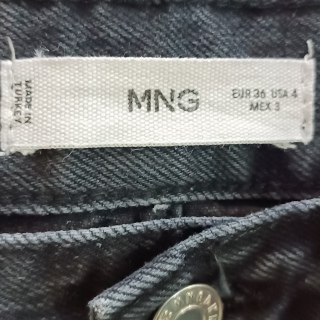 MADE IN
TURKEY
MNG
EUR 36 USA 4
MEX 3